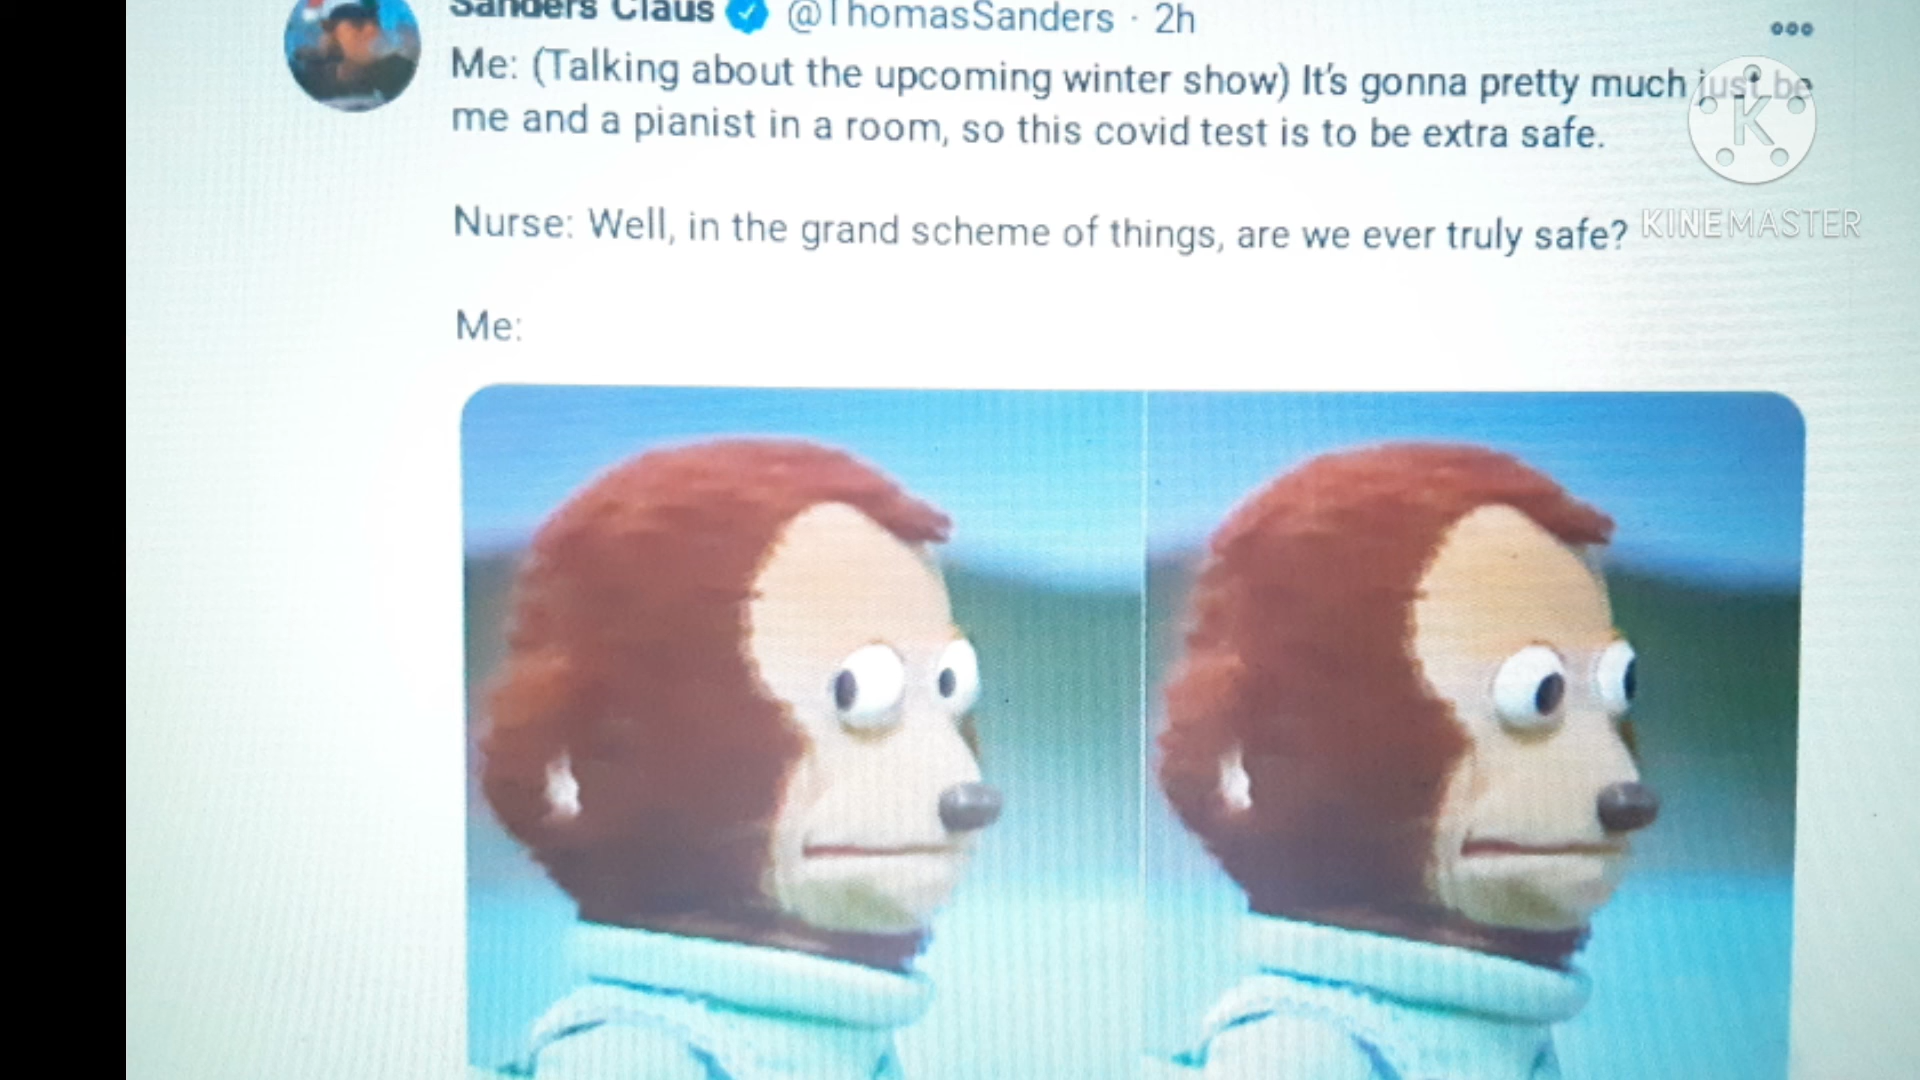 Sanders Claus @ThomasSanders · 2h
Me: (Talking about the upcoming winter show) It's gonna pretty much just be
me and a pianist in a room, so this covid test is to be extra safe.
Nurse: Well, in the grand scheme of things, are we ever truly safe?
Me:
K
KINEMASTER